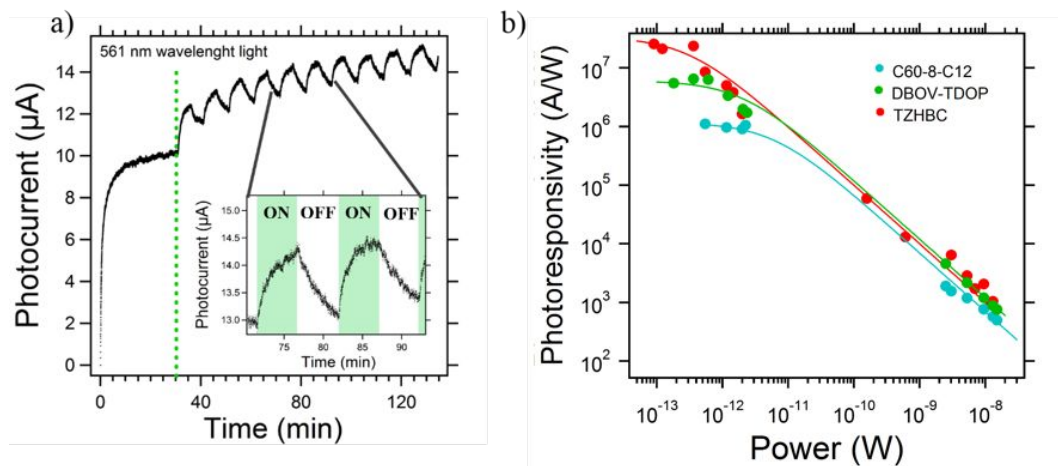 a)
561 nm wavelenght light
Photocurrent (µA)
14
12
10
8
6
4
2
0
0
40
80
120
Time (min)
ON OFF ON OFF
Photocurrent (µA)
15.0
14.5
14.0
13.5
13.0
75
80
85
90
Time (min)
b)
Photoresponsivity (A/W)
10⁷
10⁶
10⁵
10⁴
10³
10²
C60-8-C12
DBOV-TDOP
TZHBC
10⁻¹³
10⁻¹²
10⁻¹¹
10⁻¹⁰
10⁻⁹
10⁻⁸
Power (W)